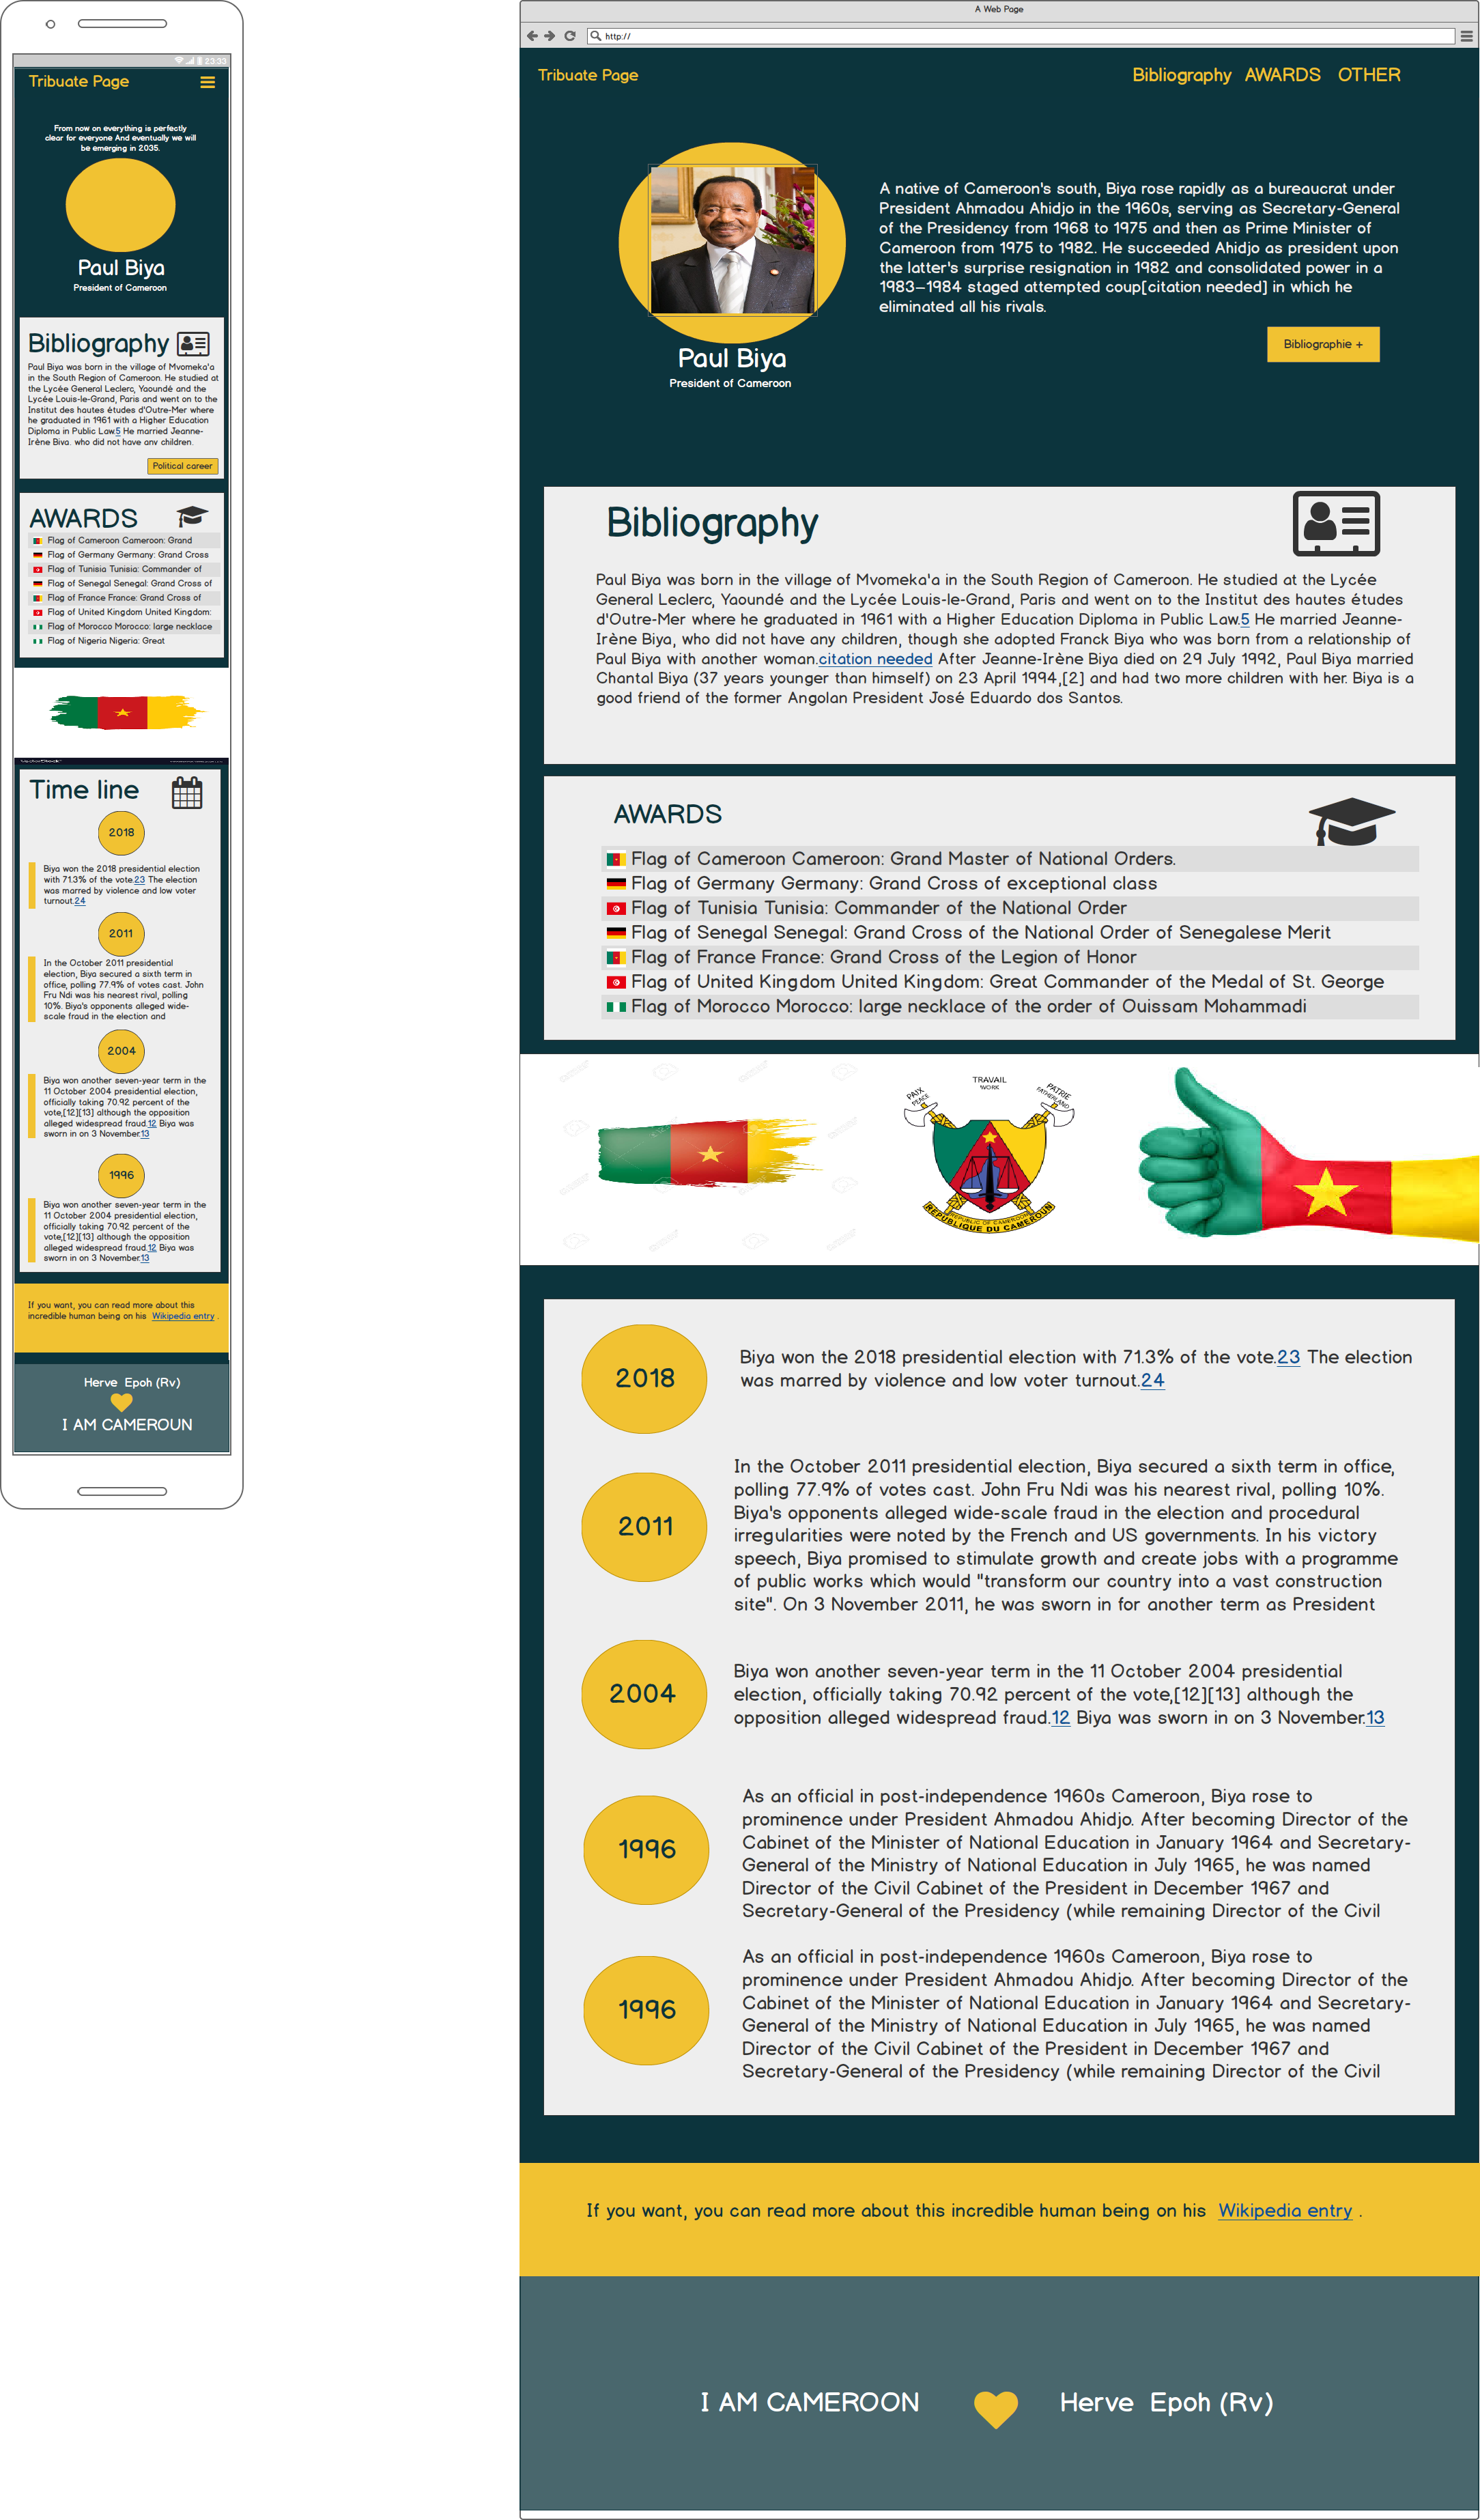 23:33
Tribuate Page
From now on everything is perfectly
clear for everyone And eventually we will
be emerging in 2035.
Paul Biya
President of Cameroon
Bibliography
Paul Biya was born in the village of Mvomeka'a
in the South Region of Cameroon. He studied at
the Lycée General Leclerc, Yaoundé and the
Lycée Louis-le-Grand, Paris and went on to the
Institut des hautes études d'Outre-Mer where
he graduated in 1961 with a Higher Education
Diploma in Public Law.5 He married Jeanne-
Irène Biya, who did not have any children,
Political career
AWARDS
Flag of Cameroon Cameroon: Grand
Flag of Germany Germany: Grand Cross
Flag of Tunisia Tunisia: Commander of
Flag of Senegal Senegal: Grand Cross of
Flag of France France: Grand Cross of
Flag of United Kingdom United Kingdom:
Flag of Morocco Morocco: large necklace
Flag of Nigeria Nigeria: Great
VectorStock
Time line
2018
Biya won the 2018 presidential election
with 71.3% of the vote.23 The election
was marred by violence and low voter
turnout.24
2011
In the October 2011 presidential
election, Biya secured a sixth term in
office, polling 77.9% of votes cast. John
Fru Ndi was his nearest rival, polling
10%. Biya's opponents alleged wide-
scale fraud in the election and
2004
Biya won another seven-year term in the
11 October 2004 presidential election,
officially taking 70.92 percent of the
vote,[12][13] although the opposition
alleged widespread fraud.12 Biya was
sworn in on 3 November.13
1996
Biya won another seven-year term in the
11 October 2004 presidential election,
officially taking 70.92 percent of the
vote,[12][13] although the opposition
alleged widespread fraud.12 Biya was
sworn in on 3 November.13
If you want, you can read more about this
incredible human being on his Wikipedia entry .
Herve Epoh (Rv)
I AM CAMEROUN
A Web Page
http://
Tribuate Page
Bibliography AWARDS OTHER
A native of Cameroon's south, Biya rose rapidly as a bureaucrat under
President Ahmadou Ahidjo in the 1960s, serving as Secretary-General
of the Presidency from 1968 to 1975 and then as Prime Minister of
Cameroon from 1975 to 1982. He succeeded Ahidjo as president upon
the latter's surprise resignation in 1982 and consolidated power in a
1983–1984 staged attempted coup[citation needed] in which he
eliminated all his rivals.
Bibliographie +
Paul Biya
President of Cameroon
Bibliography
Paul Biya was born in the village of Mvomeka'a in the South Region of Cameroon. He studied at the Lycée
General Leclerc, Yaoundé and the Lycée Louis-le-Grand, Paris and went on to the Institut des hautes études
d'Outre-Mer where he graduated in 1961 with a Higher Education Diploma in Public Law.5 He married Jeanne-
Irène Biya, who did not have any children, though she adopted Franck Biya who was born from a relationship of
Paul Biya with another woman.citation needed After Jeanne-Irène Biya died on 29 July 1992, Paul Biya married
Chantal Biya (37 years younger than himself) on 23 April 1994,[2] and had two more children with her. Biya is a
good friend of the former Angolan President José Eduardo dos Santos.
AWARDS
Flag of Cameroon Cameroon: Grand Master of National Orders.
Flag of Germany Germany: Grand Cross of exceptional class
Flag of Tunisia Tunisia: Commander of the National Order
Flag of Senegal Senegal: Grand Cross of the National Order of Senegalese Merit
Flag of France France: Grand Cross of the Legion of Honor
Flag of United Kingdom United Kingdom: Great Commander of the Medal of St. George
Flag of Morocco Morocco: large necklace of the order of Ouissam Mohammadi
PAIX
PEACE
TRAVAIL
WORK
PATRIE
FATHERLAND
REPUBLIC OF CAMEROON
REPUBLIQUE DU CAMEROUN
2018
Biya won the 2018 presidential election with 71.3% of the vote.23 The election
was marred by violence and low voter turnout.24
2011
In the October 2011 presidential election, Biya secured a sixth term in office,
polling 77.9% of votes cast. John Fru Ndi was his nearest rival, polling 10%.
Biya's opponents alleged wide-scale fraud in the election and procedural
irregularities were noted by the French and US governments. In his victory
speech, Biya promised to stimulate growth and create jobs with a programme
of public works which would "transform our country into a vast construction
site". On 3 November 2011, he was sworn in for another term as President
2004
Biya won another seven-year term in the 11 October 2004 presidential
election, officially taking 70.92 percent of the vote,[12][13] although the
opposition alleged widespread fraud.12 Biya was sworn in on 3 November.13
1996
As an official in post-independence 1960s Cameroon, Biya rose to
prominence under President Ahmadou Ahidjo. After becoming Director of the
Cabinet of the Minister of National Education in January 1964 and Secretary-
General of the Ministry of National Education in July 1965, he was named
Director of the Civil Cabinet of the President in December 1967 and
Secretary-General of the Presidency (while remaining Director of the Civil
1996
As an official in post-independence 1960s Cameroon, Biya rose to
prominence under President Ahmadou Ahidjo. After becoming Director of the
Cabinet of the Minister of National Education in January 1964 and Secretary-
General of the Ministry of National Education in July 1965, he was named
Director of the Civil Cabinet of the President in December 1967 and
Secretary-General of the Presidency (while remaining Director of the Civil
If you want, you can read more about this incredible human being on his Wikipedia entry .
I AM CAMEROON
Herve Epoh (Rv)